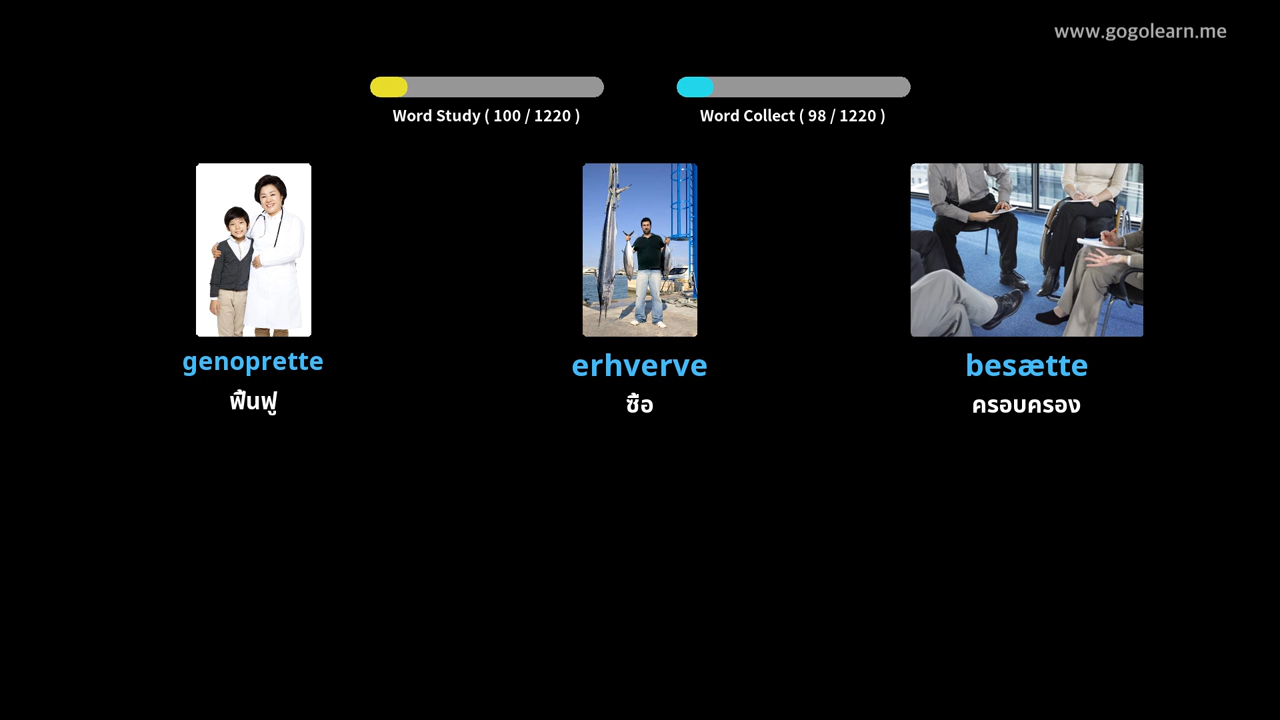 www.gogolearn.me
Word Study ( 100 / 1220 )
Word Collect ( 98 / 1220 )
genoprette
ฟื้นฟู
erhverve
ซื้อ
besætte
ครอบครอง